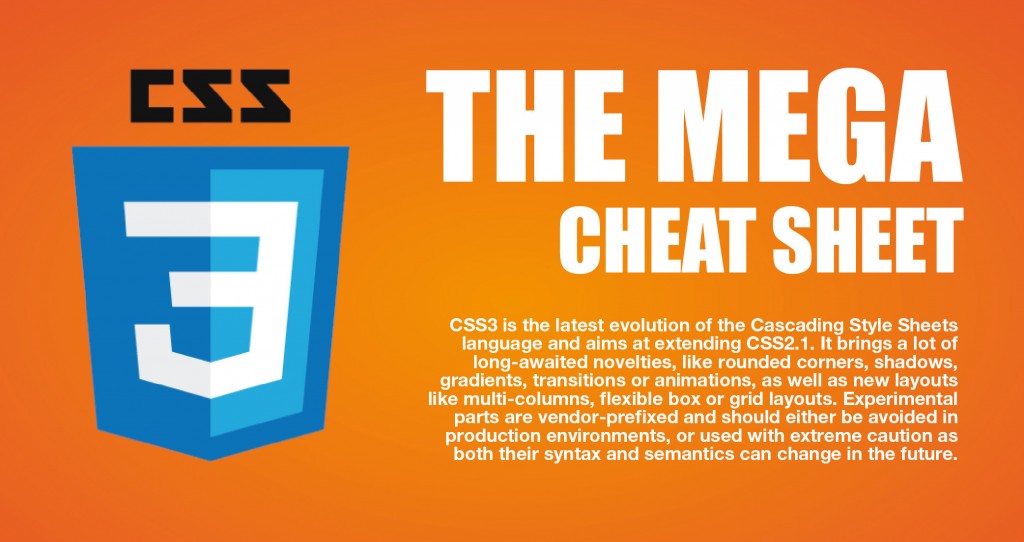 CSS
3
THE MEGA
CHEAT SHEET
CSS3 is the latest evolution of the Cascading Style Sheets
language and aims at extending CSS2.1. It brings a lot of
long-awaited novelties, like rounded corners, shadows,
gradients, transitions or animations, as well as new layouts
like multi-columns, flexible box or grid layouts. Experimental
parts are vendor-prefixed and should either be avoided in
production environments, or used with extreme caution as
both their syntax and semantics can change in the future.